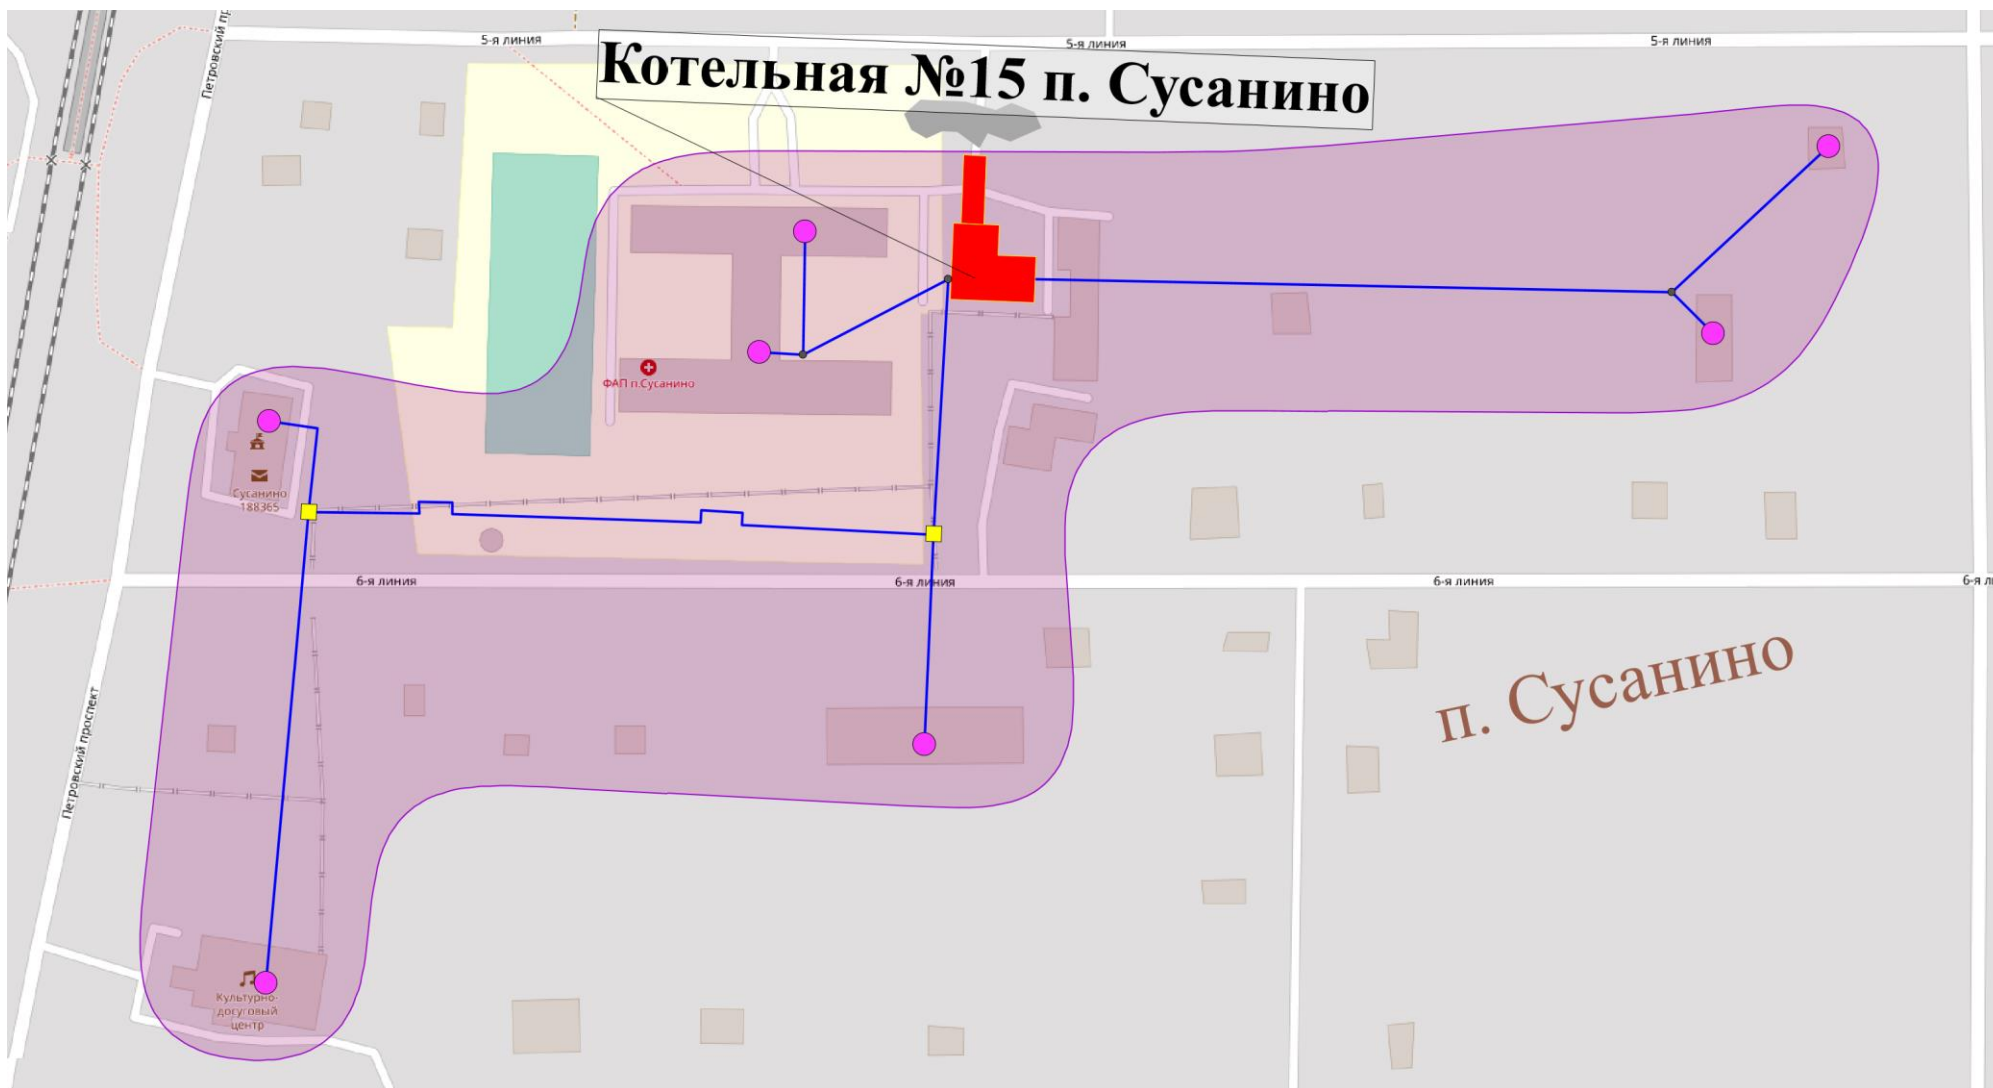 5-я линия
5-я линия
5-я линия
Петровский пр
Котельная №15 п. Сусанино
ФАП п.Сусанино
Сусанино
188365
6-я линия
6-я линия
6-я линия
6-я л
п. Сусанино
Петровский проспект
Культурно-
досуговый
центр